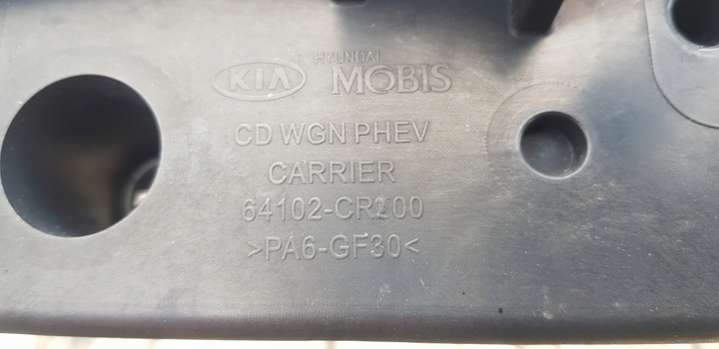 KIA HYUNDAI MOBIS
CD WGN PHEV
CARRIER
64102-CR200
>PA6-GF30<